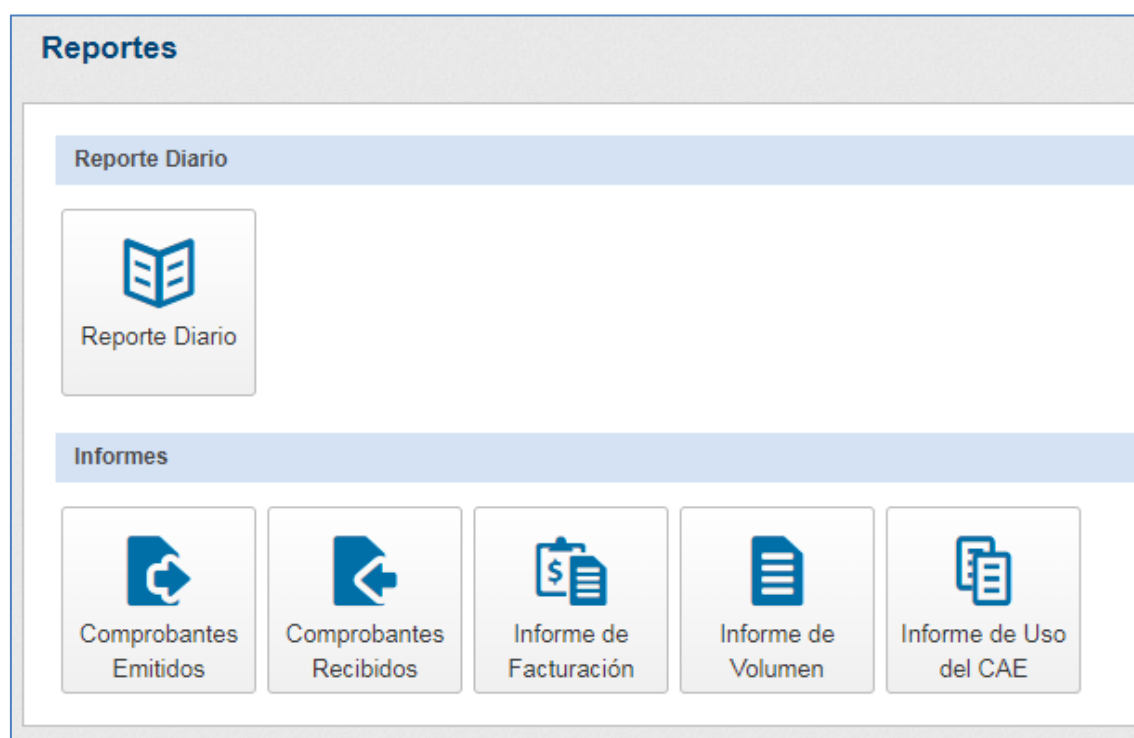 Reportes
Reporte Diario
Reporte Diario
Informes
Comprobantes
Emitidos
Comprobantes
Recibidos
$
Informe de
Facturación
Informe de
Volumen
Informe de Uso
del CAE